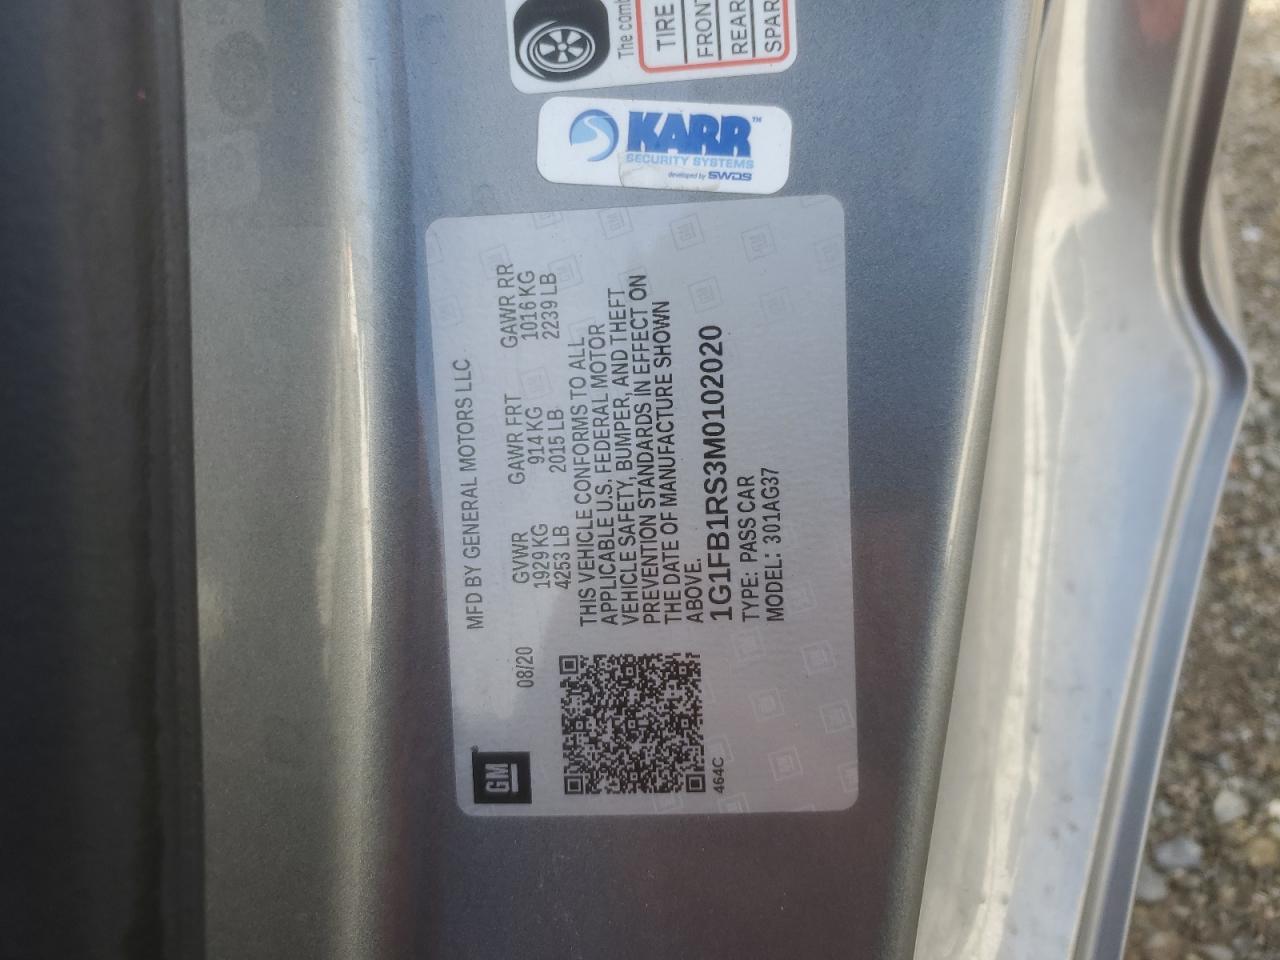 The comb
TIRE
FRONT
REAR
SPAR
KARR™
SECURITY SYSTEMS
developed by SWDS
MFD BY GENERAL MOTORS LLC
08/20 GVWR GAWR FRT GAWR RR
1929 KG 914 KG 1016 KG
4253 LB 2015 LB 2239 LB
THIS VEHICLE CONFORMS TO ALL
APPLICABLE U.S. FEDERAL MOTOR
VEHICLE SAFETY, BUMPER, AND THEFT
PREVENTION STANDARDS IN EFFECT ON
THE DATE OF MANUFACTURE SHOWN
ABOVE.
1G1FB1RS3M0102020
TYPE: PASS CAR
MODEL: 301AG37
GM
464C